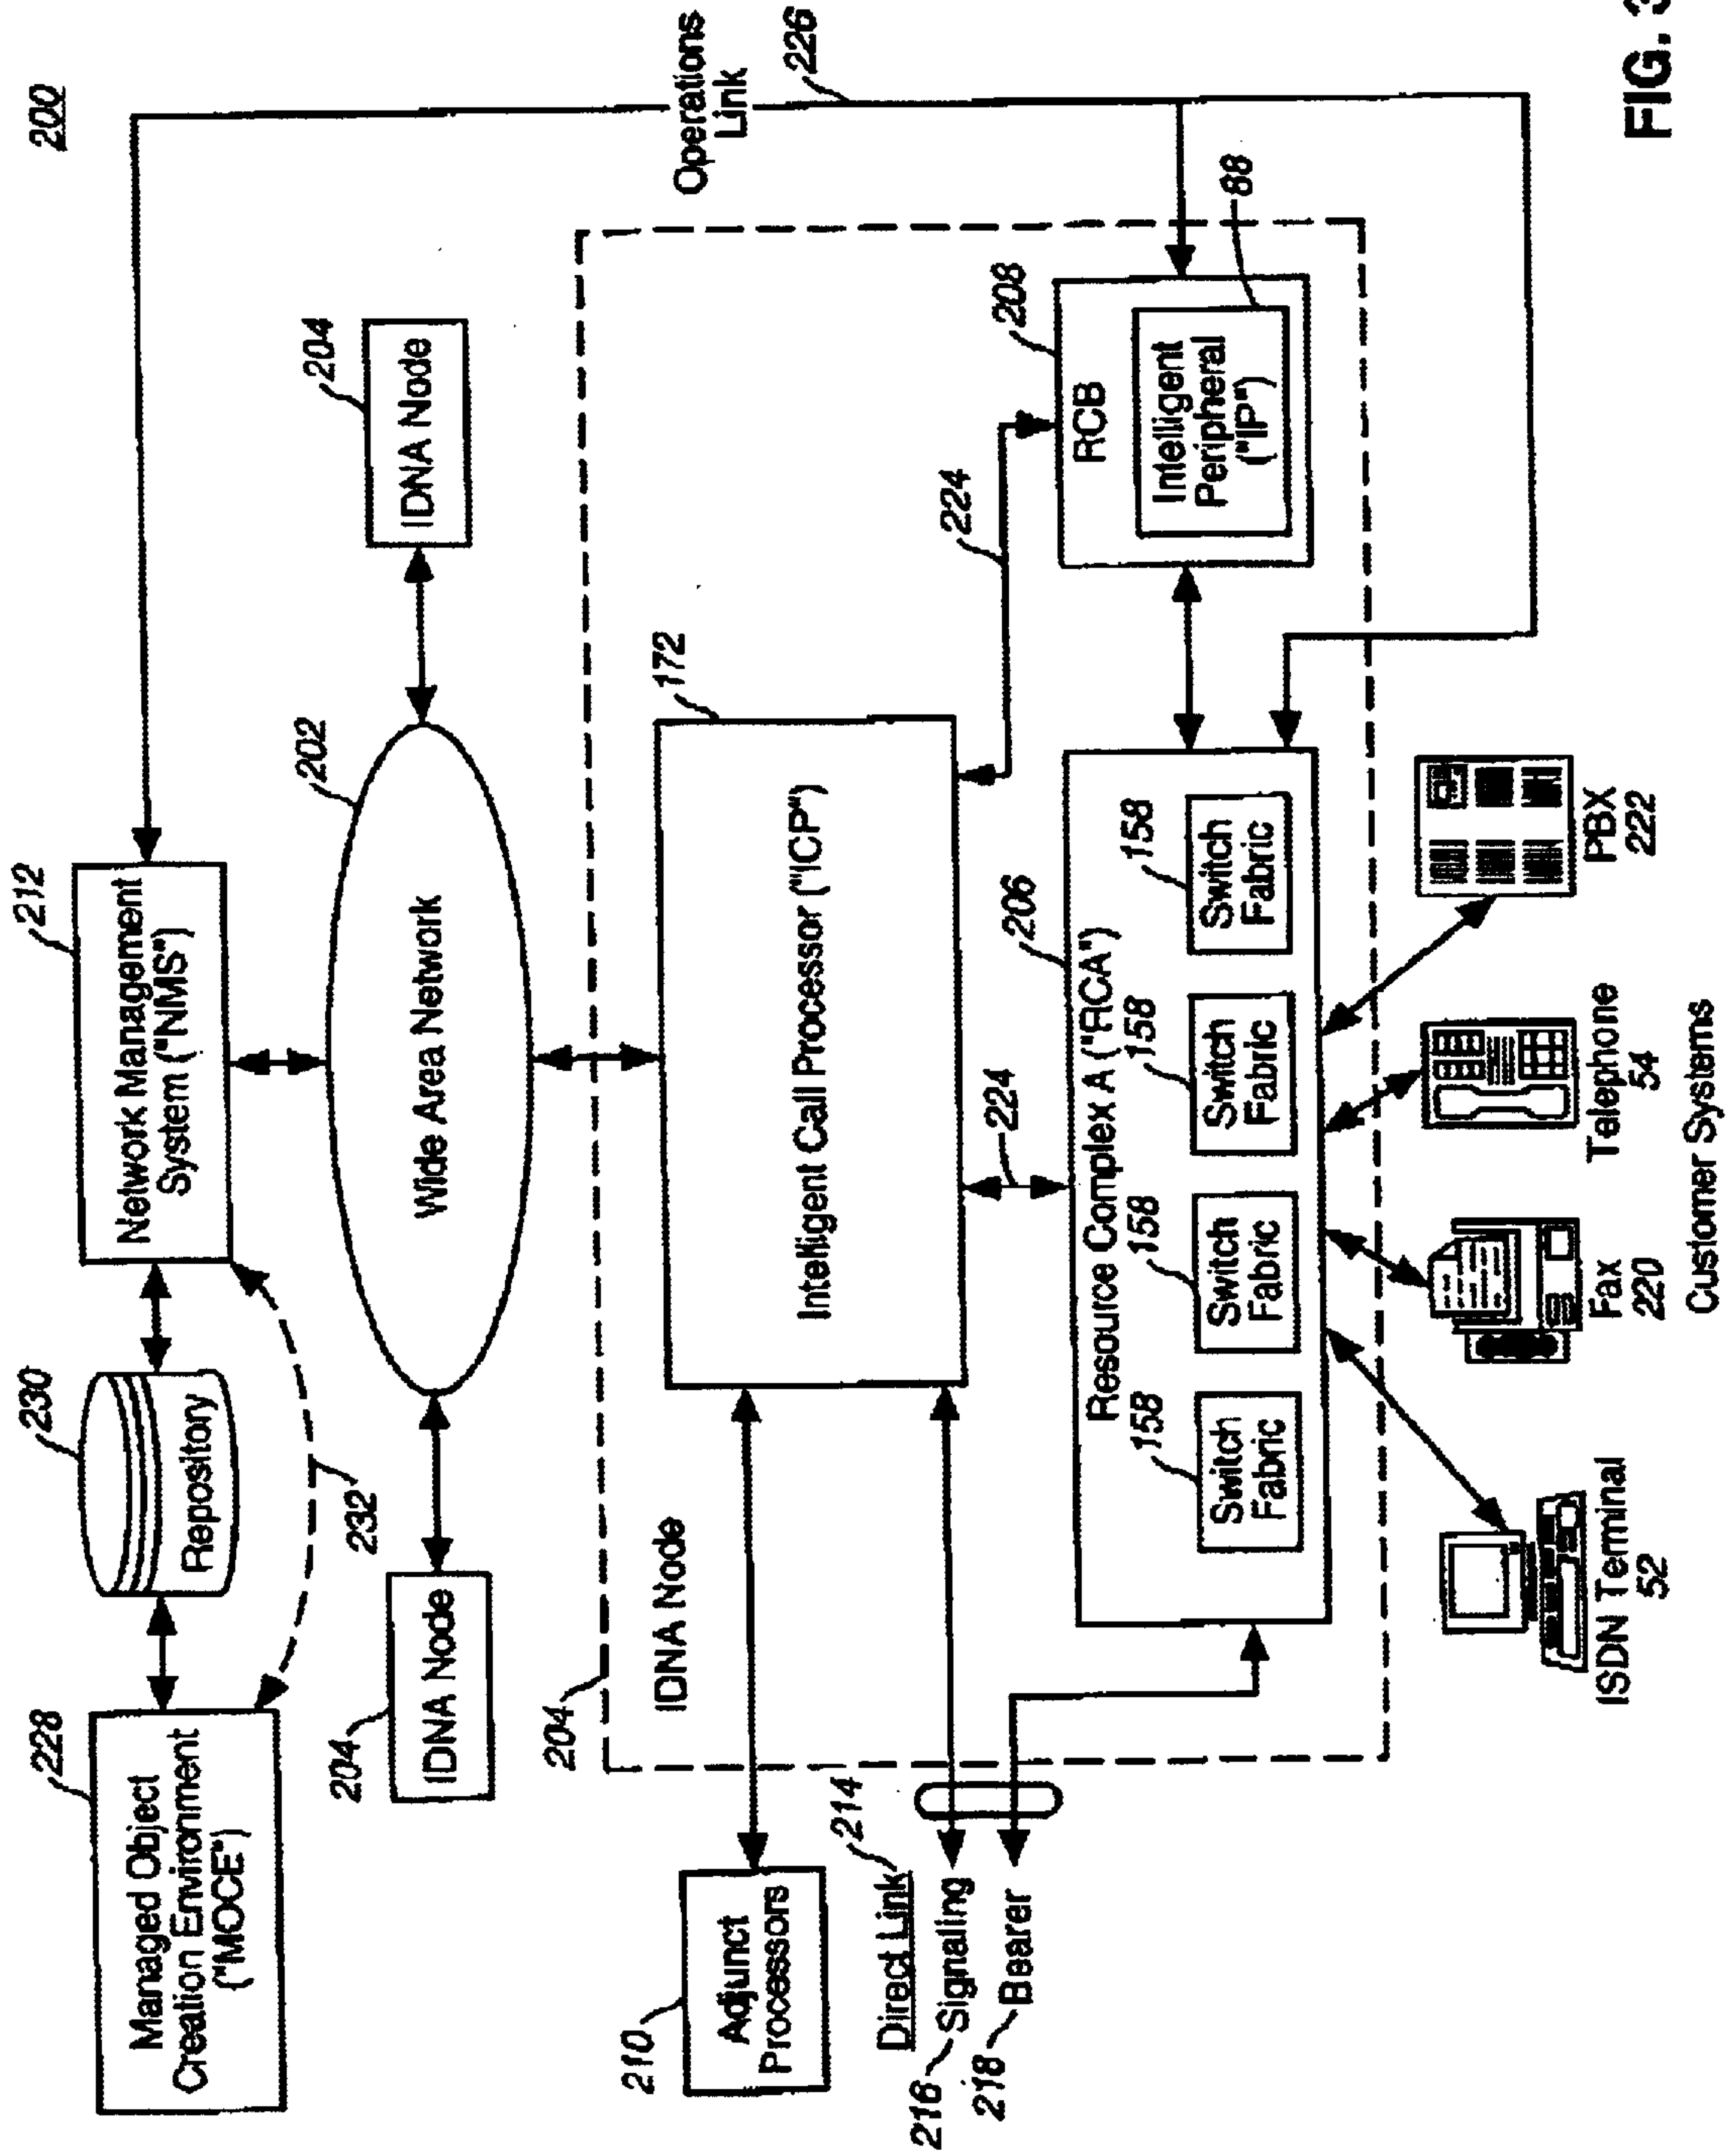 200
228
Managed Object
Creation Environment
("MOCE")
230
Repository
232
212
Network Management
System ("NMS")
Operations
Link
226
204
IDNA Node
202
Wide Area Network
204
IDNA Node
204
IDNA Node
210
Adjunct
Processors
172
Intelligent Call Processor ("ICP")
Direct Link
214
216
Signaling
218
Bearer
224
224
206
Resource Complex A ("RCA")
158
Switch
Fabric
158
Switch
Fabric
158
Switch
Fabric
158
Switch
Fabric
208
RCB
Intelligent
Peripheral
("IP")
88
ISDN Terminal
52
Fax
220
Telephone
54
PBX
222
Customer Systems
FIG. 3